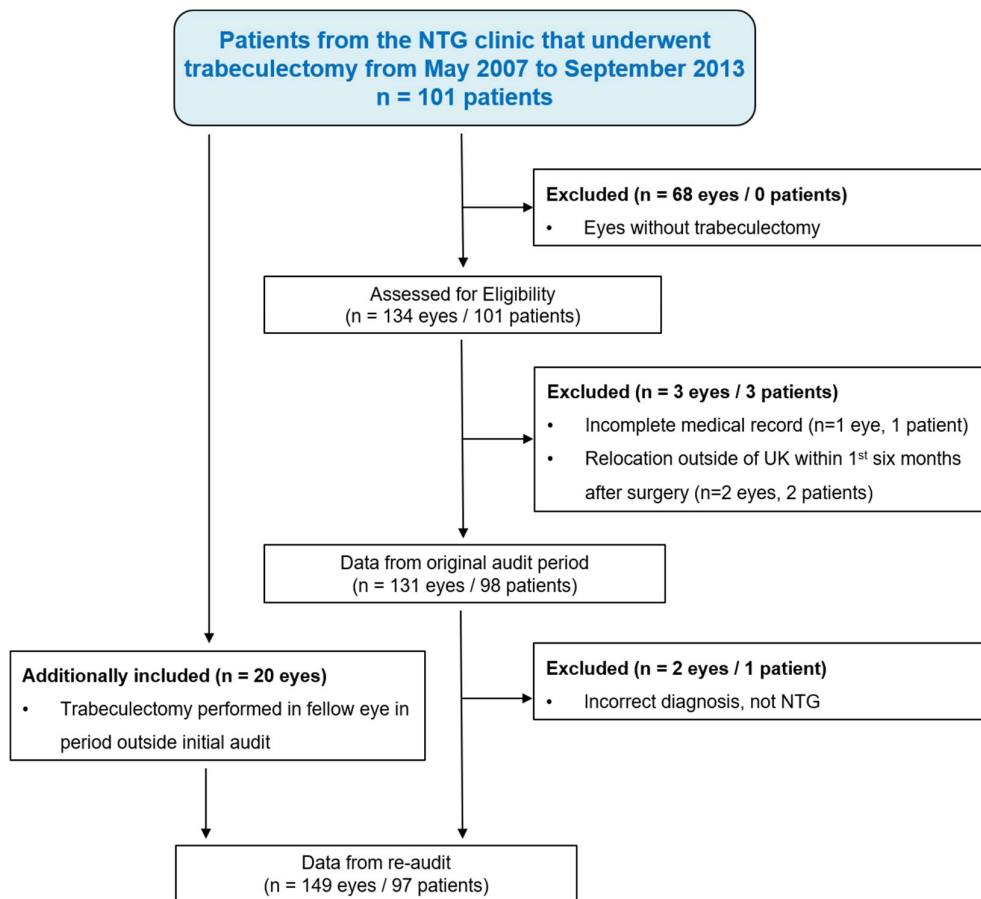 Patients from the NTG clinic that underwent
trabeculectomy from May 2007 to September 2013
n = 101 patients
Excluded (n = 68 eyes / 0 patients)
• Eyes without trabeculectomy
Assessed for Eligibility
(n = 134 eyes / 101 patients)
Excluded (n = 3 eyes / 3 patients)
• Incomplete medical record (n=1 eye, 1 patient)
• Relocation outside of UK within 1st six months
after surgery (n=2 eyes, 2 patients)
Data from original audit period
(n = 131 eyes / 98 patients)
Additionally included (n = 20 eyes)
• Trabeculectomy performed in fellow eye in
period outside initial audit
Excluded (n = 2 eyes / 1 patient)
• Incorrect diagnosis, not NTG
Data from re-audit
(n = 149 eyes / 97 patients)